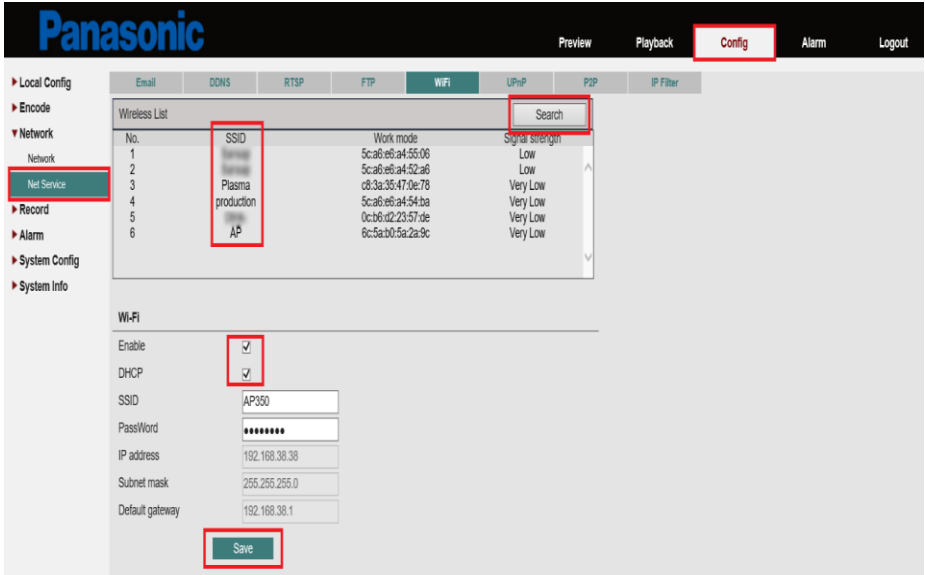 Panasonic
Preview Playback Config Alarm Logout
Local Config
Encode
Network
Network
Net Service
Record
Alarm
System Config
System Info
Email DDNS RTSP FTP WiFi UPnP P2P IP Filter
Wireless List Search
No. SSID Work mode Signal strength
1 5c:a6:e6:a4:55:06 Low
2 5c:a6:e6:a4:52:a6 Low
3 Plasma c8:3a:35:47:0e:78 Very Low
4 production 5c:a6:e6:a4:54:ba Very Low
5 0c:b6:d2:23:57:de Very Low
6 AP 6c:5a:b0:5a:2a:9c Very Low
Wi-Fi
Enable
DHCP
SSID AP350
PassWord ••••••••
IP address 192.168.38.38
Subnet mask 255.255.255.0
Default gateway 192.168.38.1
Save